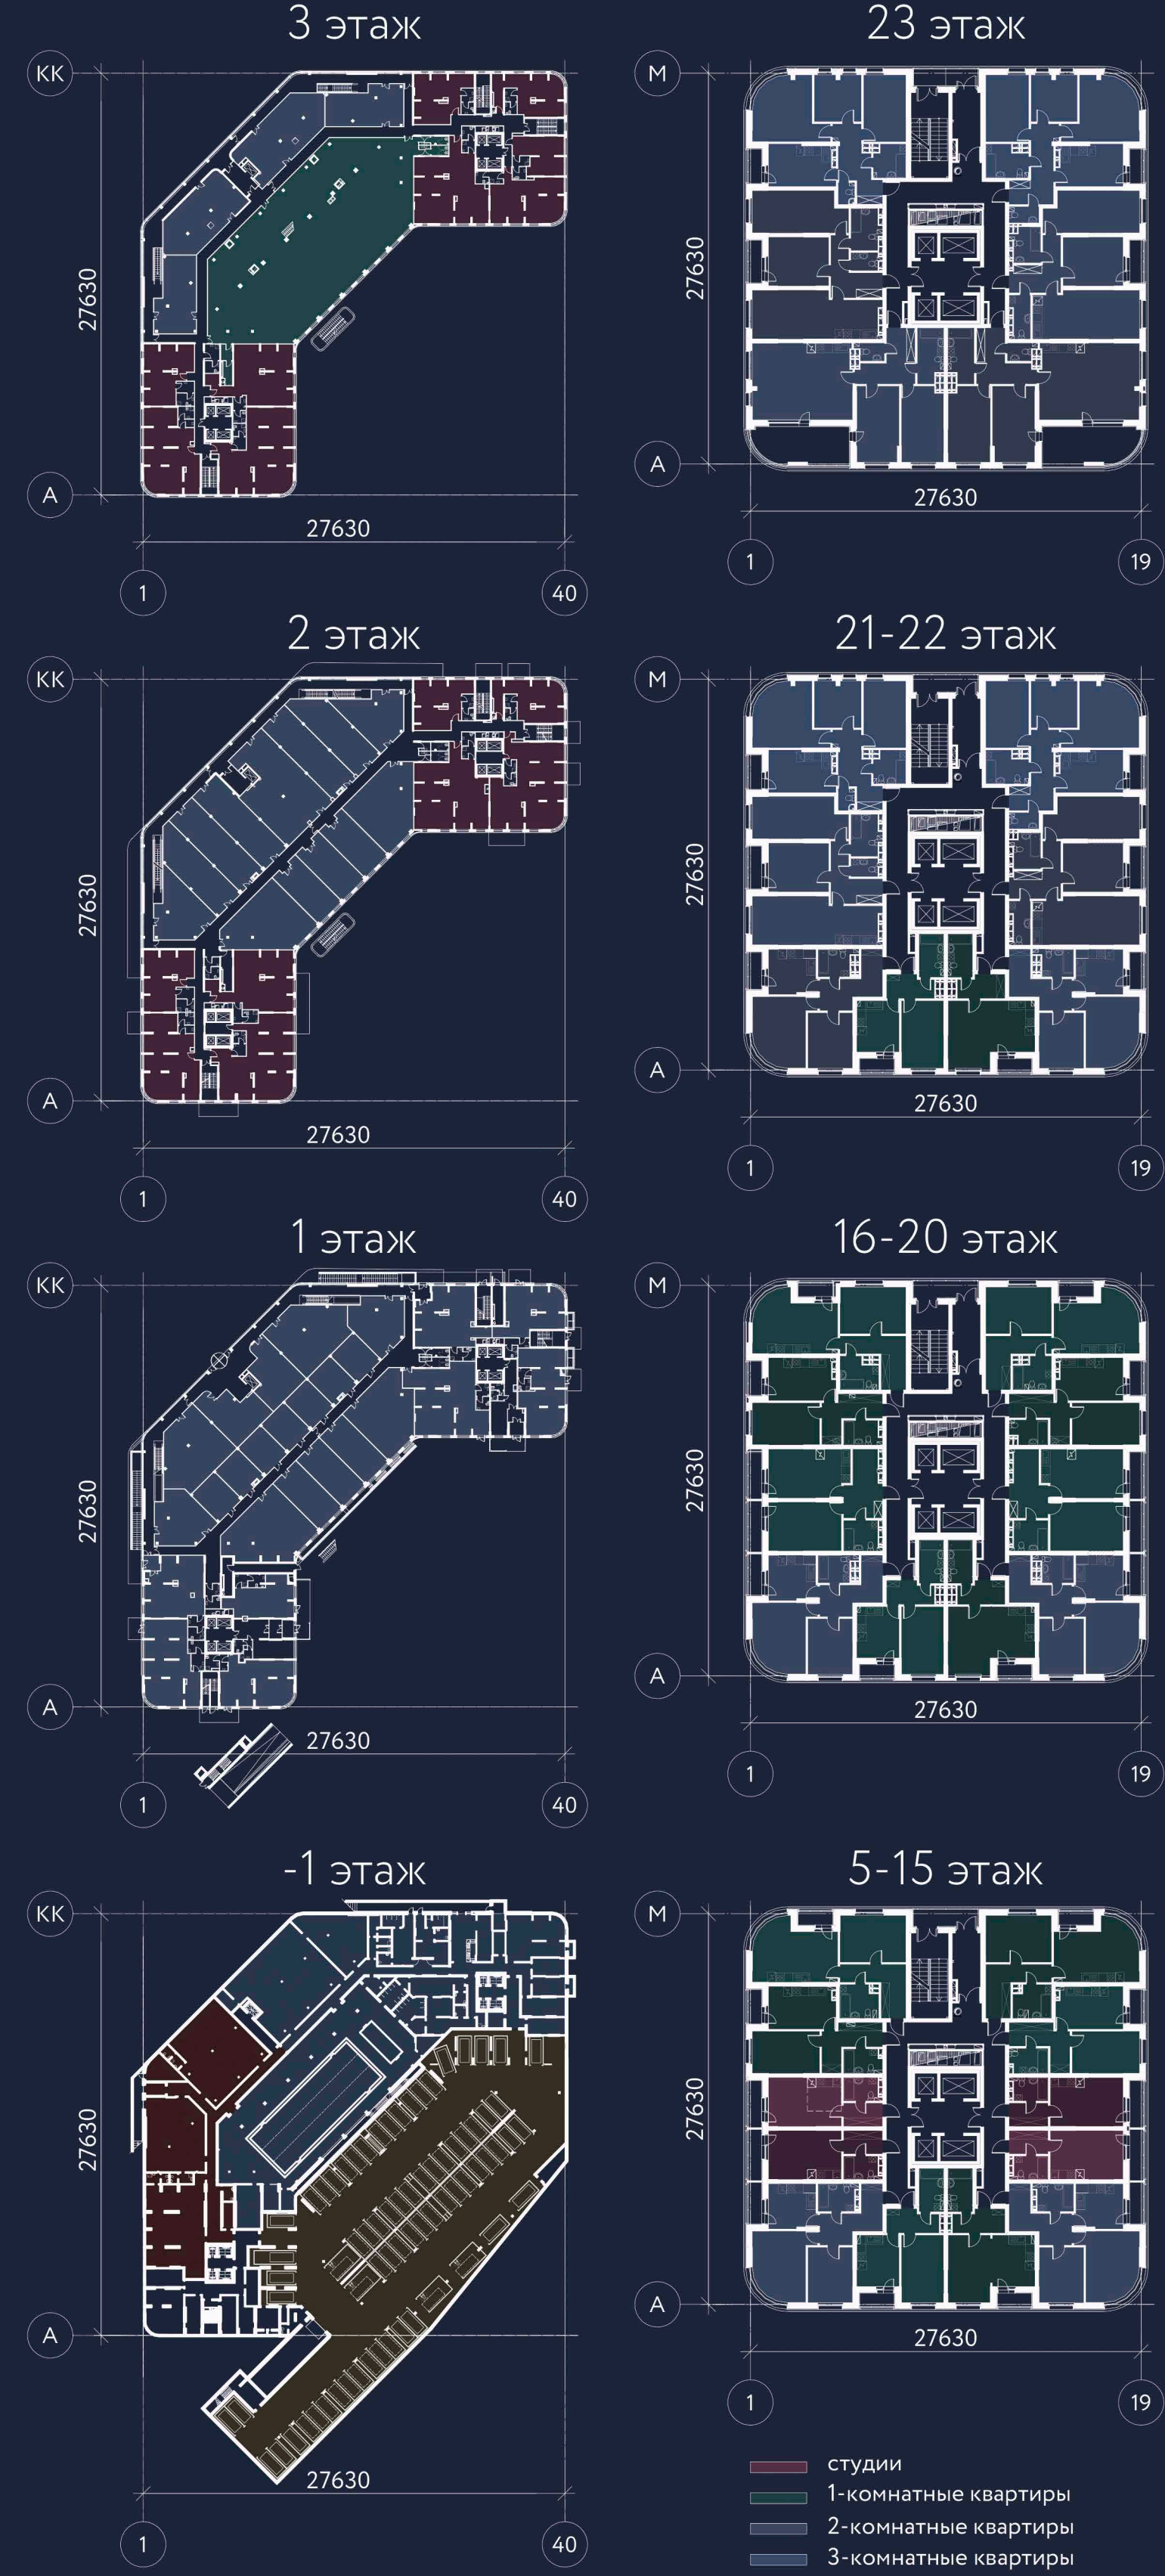 3 этаж
КК
27630
А
27630
1
40
23 этаж
М
27630
А
27630
1
19
2 этаж
КК
27630
А
27630
1
40
21-22 этаж
М
27630
А
27630
1
19
1 этаж
КК
27630
А
27630
1
40
16-20 этаж
М
27630
А
27630
1
19
-1 этаж
КК
27630
А
27630
1
40
5-15 этаж
М
27630
А
27630
1
19
студии
1-комнатные квартиры
2-комнатные квартиры
3-комнатные квартиры